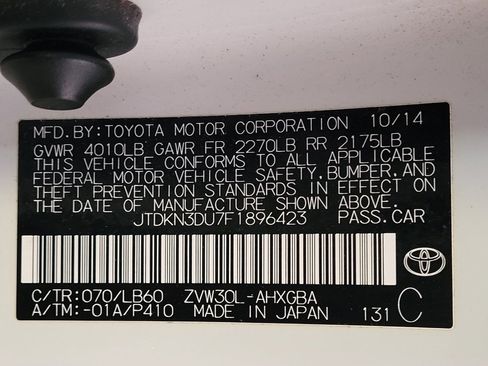 MFD.BY:TOYOTA MOTOR CORPORATION 10/14
GVWR 4010LB GAWR FR 2270LB RR 2175LB
THIS VEHICLE CONFORMS TO ALL APPLICABLE
FEDERAL MOTOR VEHICLE SAFETY,BUMPER,AND
THEFT PREVENTION STANDARDS IN EFFECT ON
THE DATE OF MANUFACTURE SHOWN ABOVE.
JTDKN3DU7F1896423 PASS.CAR
C/TR:070/LB60 ZVW30L-AHXGBA
A/TM:-01A/P410 MADE IN JAPAN 131 C